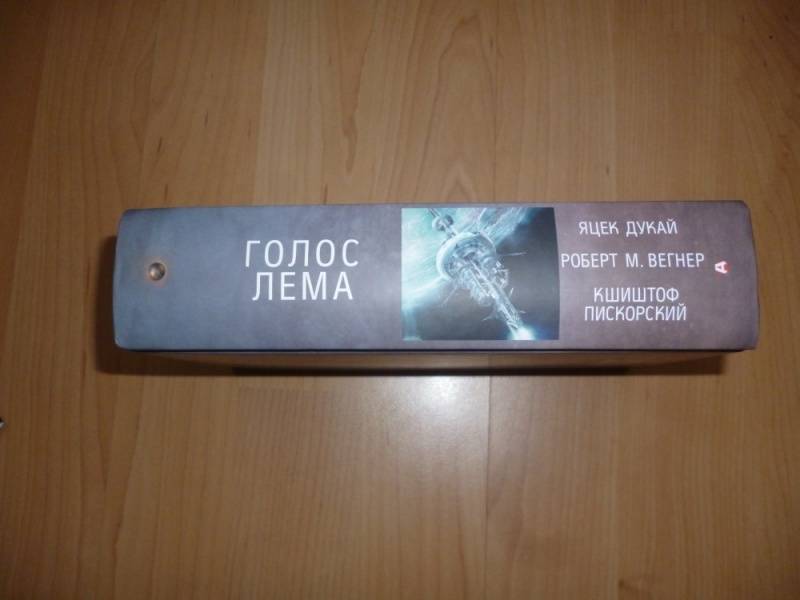 ГОЛОС
ЛЕМА
ЯЦЕК ДУКАЙ
РОБЕРТ М. ВЕГНЕР
КШИШТОФ
ПИСКОРСКИЙ
А